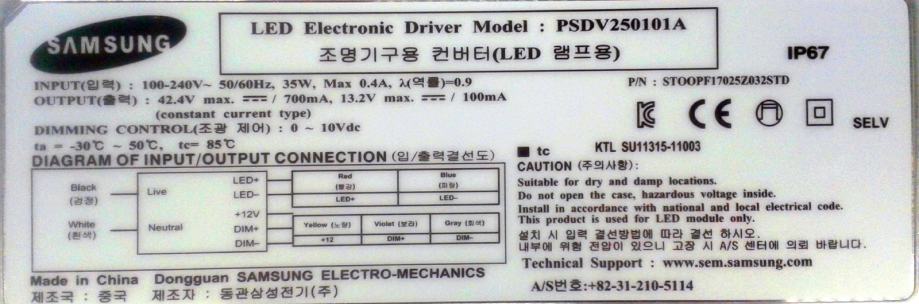 SAMSUNG
LED Electronic Driver Model : PSDV250101A
조명기구용 컨버터(LED 램프용)
IP67
INPUT(입력) : 100-240V~ 50/60Hz, 35W, Max 0.4A, λ(역률)=0.9
OUTPUT(출력) : 42.4V max. ⎓ / 700mA, 13.2V max. ⎓ / 100mA
(constant current type)
DIMMING CONTROL(조광 제어) : 0 ~ 10Vdc
ta = -30℃ ~ 50℃, tc= 85℃
P/N : STOOPF17025Z032STD
CE
SELV
KTL SU11315-11003
DIAGRAM OF INPUT/OUTPUT CONNECTION (입/출력결선도)
Black
(검정)
Live
LED+
LED-
White
(흰색)
Neutral
+12V
DIM+
DIM-
Red Blue
(빨강) (파랑)
LED+ LED-
Yellow (노랑) Violet (보라) Gray (회색)
+12 DIM+ DIM-
■ tc
CAUTION (주의사항):
Suitable for dry and damp locations.
Do not open the case, hazardous voltage inside.
Install in accordance with national and local electrical code.
This product is used for LED module only.
설치 시 입력 결선방법에 따라 결선 하시오.
내부에 위험 전압이 있으니 고장 시 A/S 센터에 의뢰 바랍니다.
Technical Support : www.sem.samsung.com
A/S번호:+82-31-210-5114
Made in China Dongguan SAMSUNG ELECTRO-MECHANICS
제조국 : 중국 제조자 : 동관삼성전기(주)